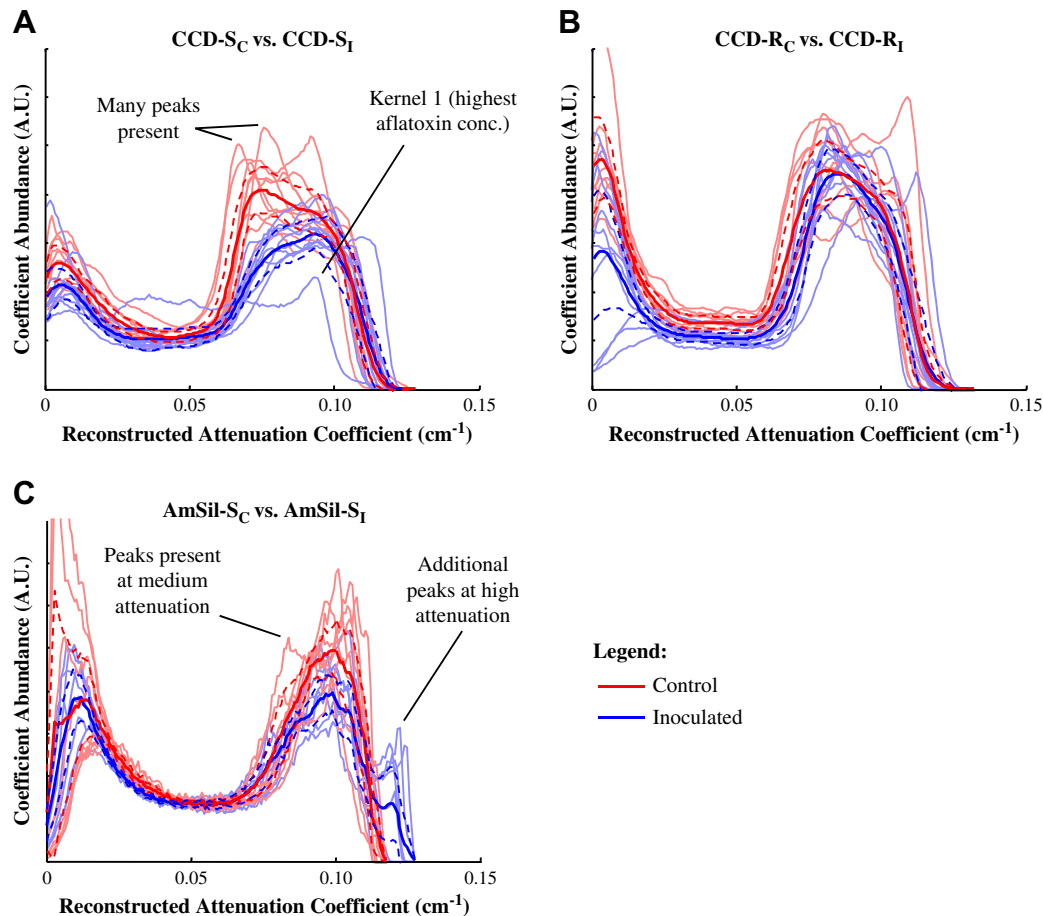 A
CCD-SC vs. CCD-SI
Many peaks
present
Kernel 1 (highest
aflatoxin conc.)
Coefficient Abundance (A.U.)
0
0.05
0.10
0.15
Reconstructed Attenuation Coefficient (cm-1)
B
CCD-RC vs. CCD-RI
Coefficient Abundance (A.U.)
0
0.05
0.10
0.15
Reconstructed Attenuation Coefficient (cm-1)
C
AmSil-SC vs. AmSil-SI
Peaks present
at medium
attenuation
Additional
peaks at high
attenuation
Coefficient Abundance (A.U.)
0
0.05
0.10
0.15
Reconstructed Attenuation Coefficient (cm-1)
Legend:
Control
Inoculated